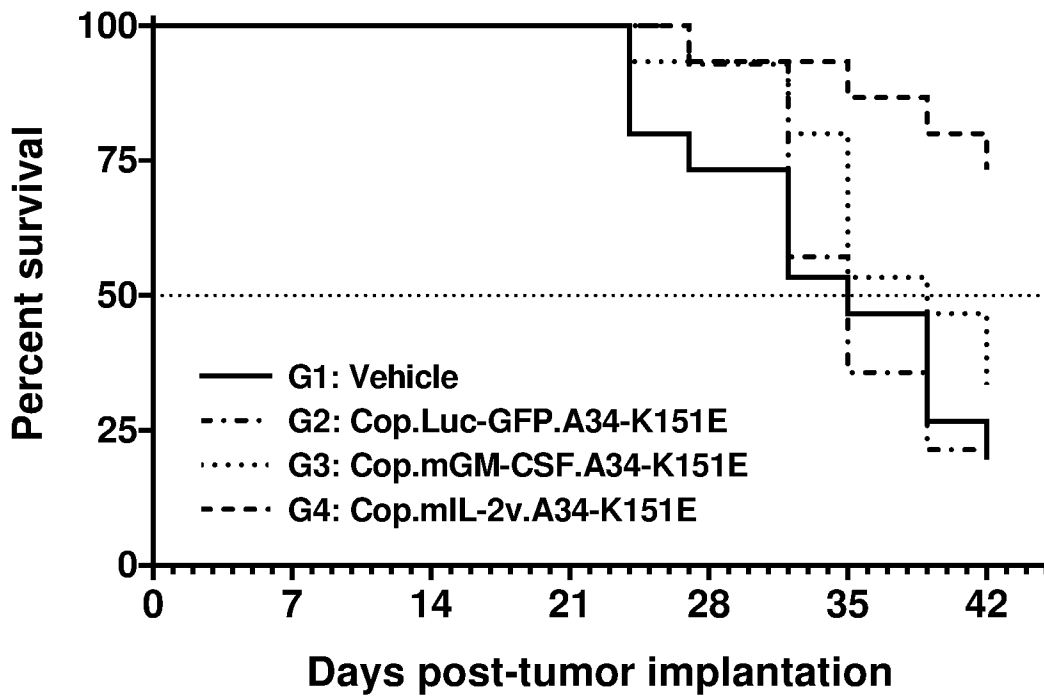 Percent survival
100
75
50
25
0
G1: Vehicle
G2: Cop.Luc-GFP.A34-K151E
G3: Cop.mGM-CSF.A34-K151E
G4: Cop.mIL-2v.A34-K151E
0 7 14 21 28 35 42
Days post-tumor implantation